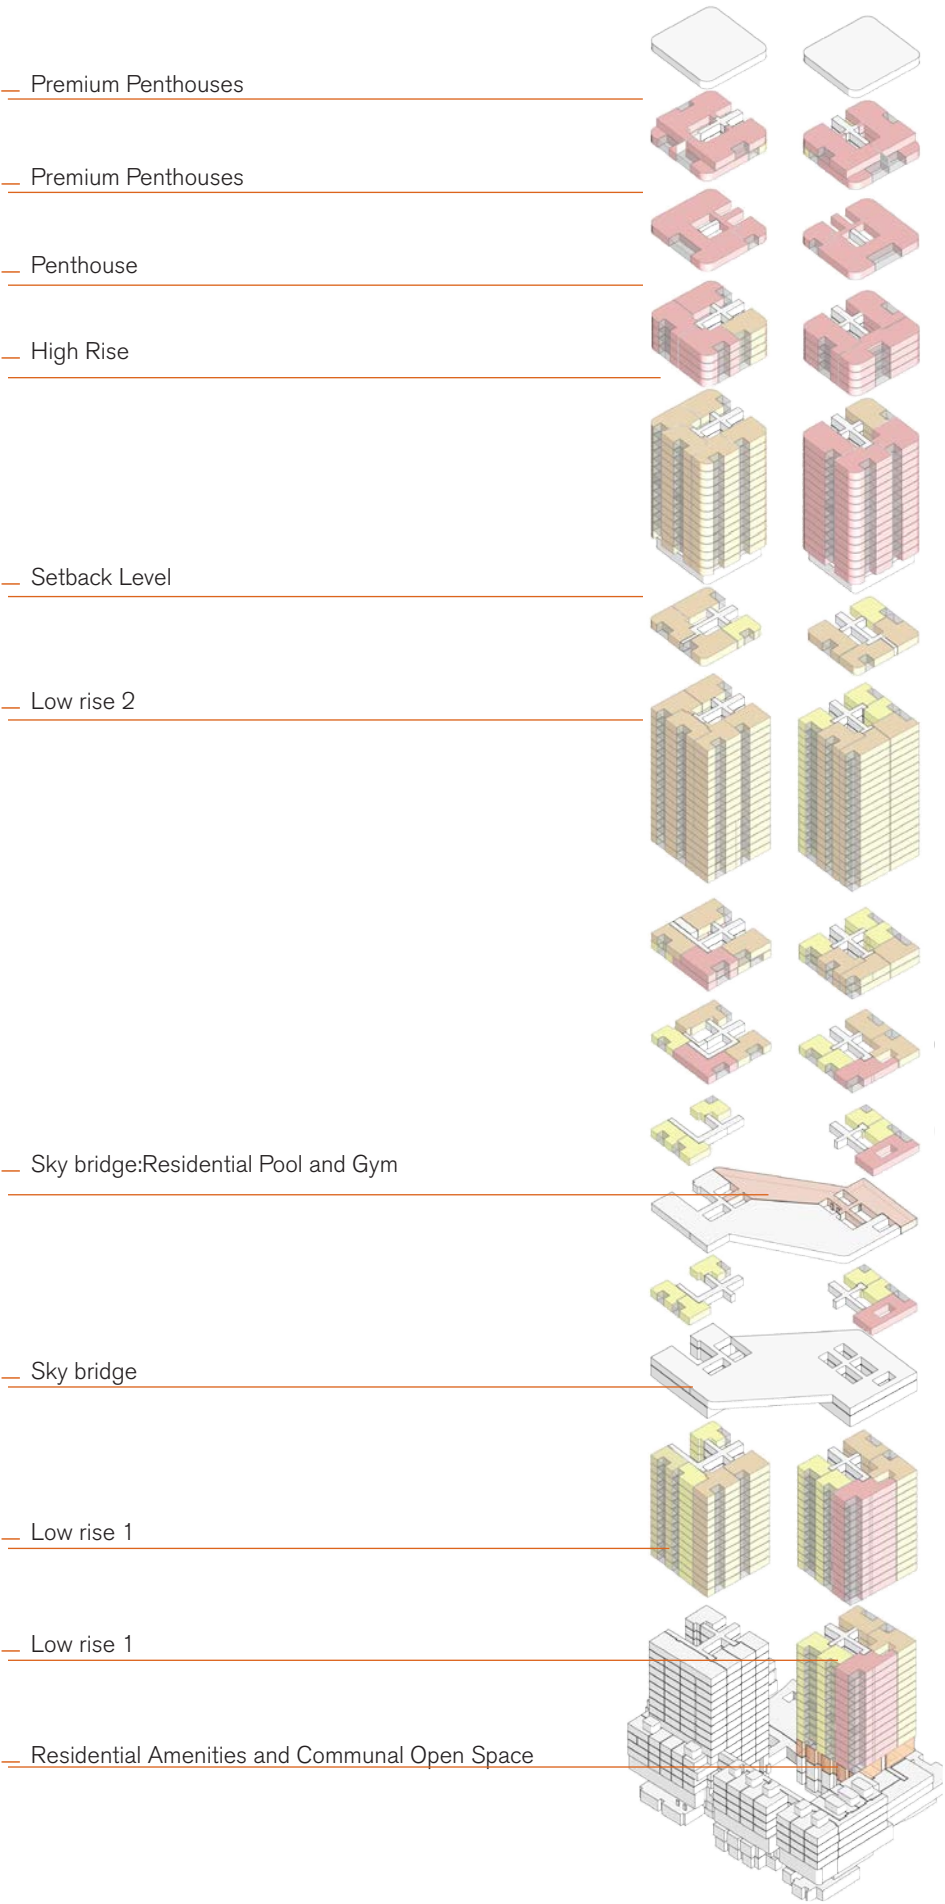 Premium Penthouses
Premium Penthouses
Penthouse
High Rise
Setback Level
Low rise 2
Sky bridge:Residential Pool and Gym
Sky bridge
Low rise 1
Low rise 1
Residential Amenities and Communal Open Space